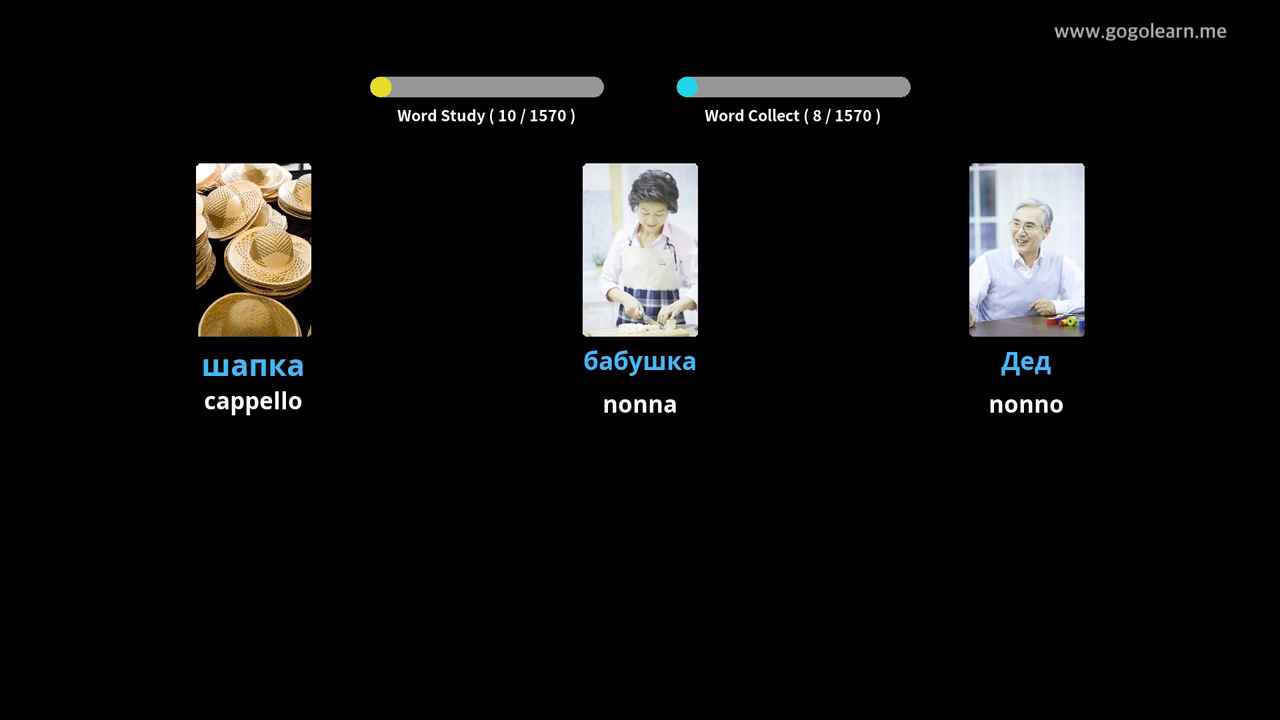 www.gogolearn.me
Word Study ( 10 / 1570 )
Word Collect ( 8 / 1570 )
шапка
cappello
бабушка
nonna
Дед
nonno